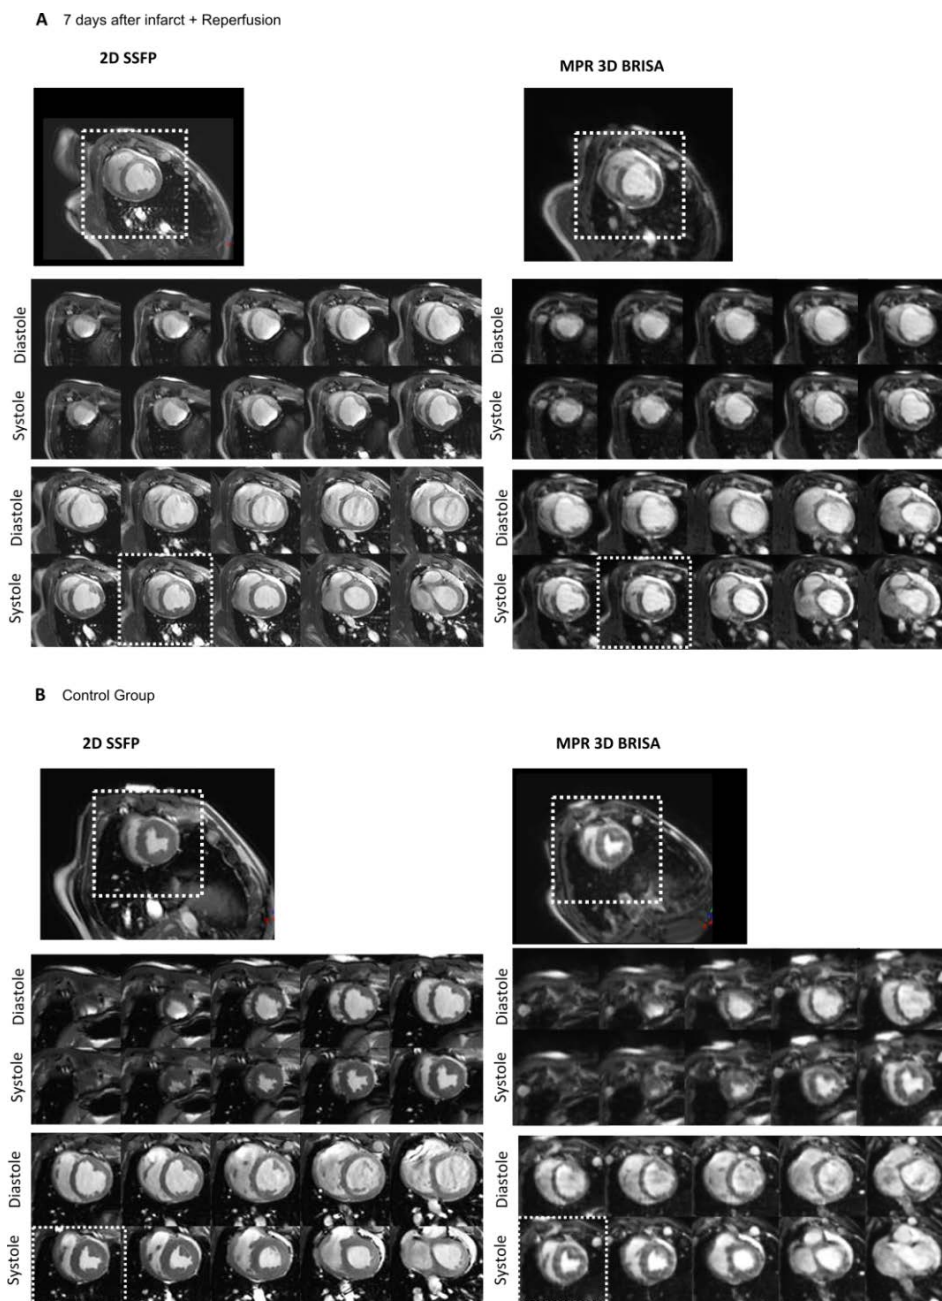 A 7 days after infarct + Reperfusion
2D SSFP
MPR 3D BRISA
Diastole
Diastole
Systole
Systole
Diastole
Diastole
Systole
Systole
B Control Group
2D SSFP
MPR 3D BRISA
Diastole
Diastole
Systole
Systole
Diastole
Diastole
Systole
Systole